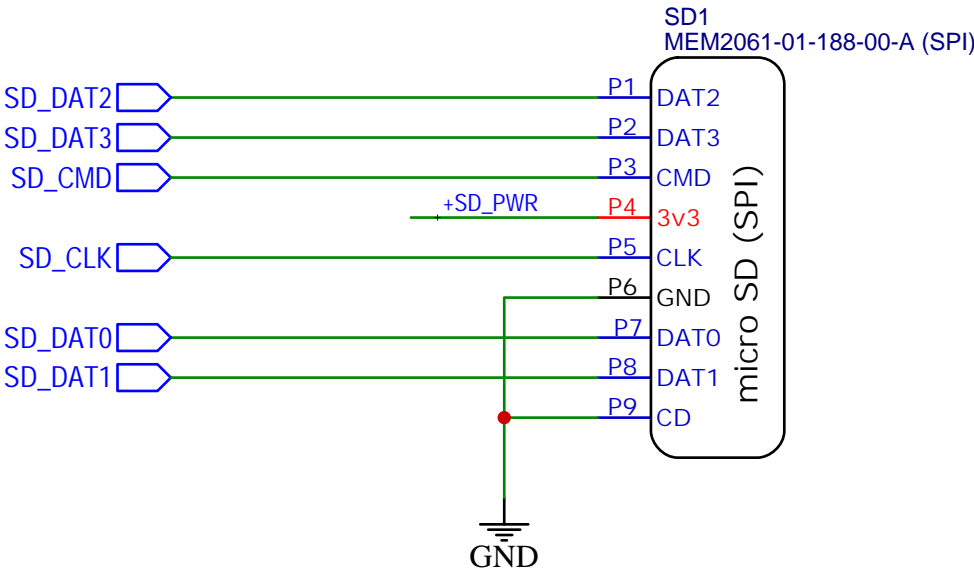 SD1
MEM2061-01-188-00-A (SPI)
SD_DAT2 P1 DAT2
SD_DAT3 P2 DAT3
SD_CMD P3 CMD
+SD_PWR P4 3v3
SD_CLK P5 CLK
P6 GND
SD_DAT0 P7 DAT0
SD_DAT1 P8 DAT1
P9 CD
micro SD (SPI)
GND